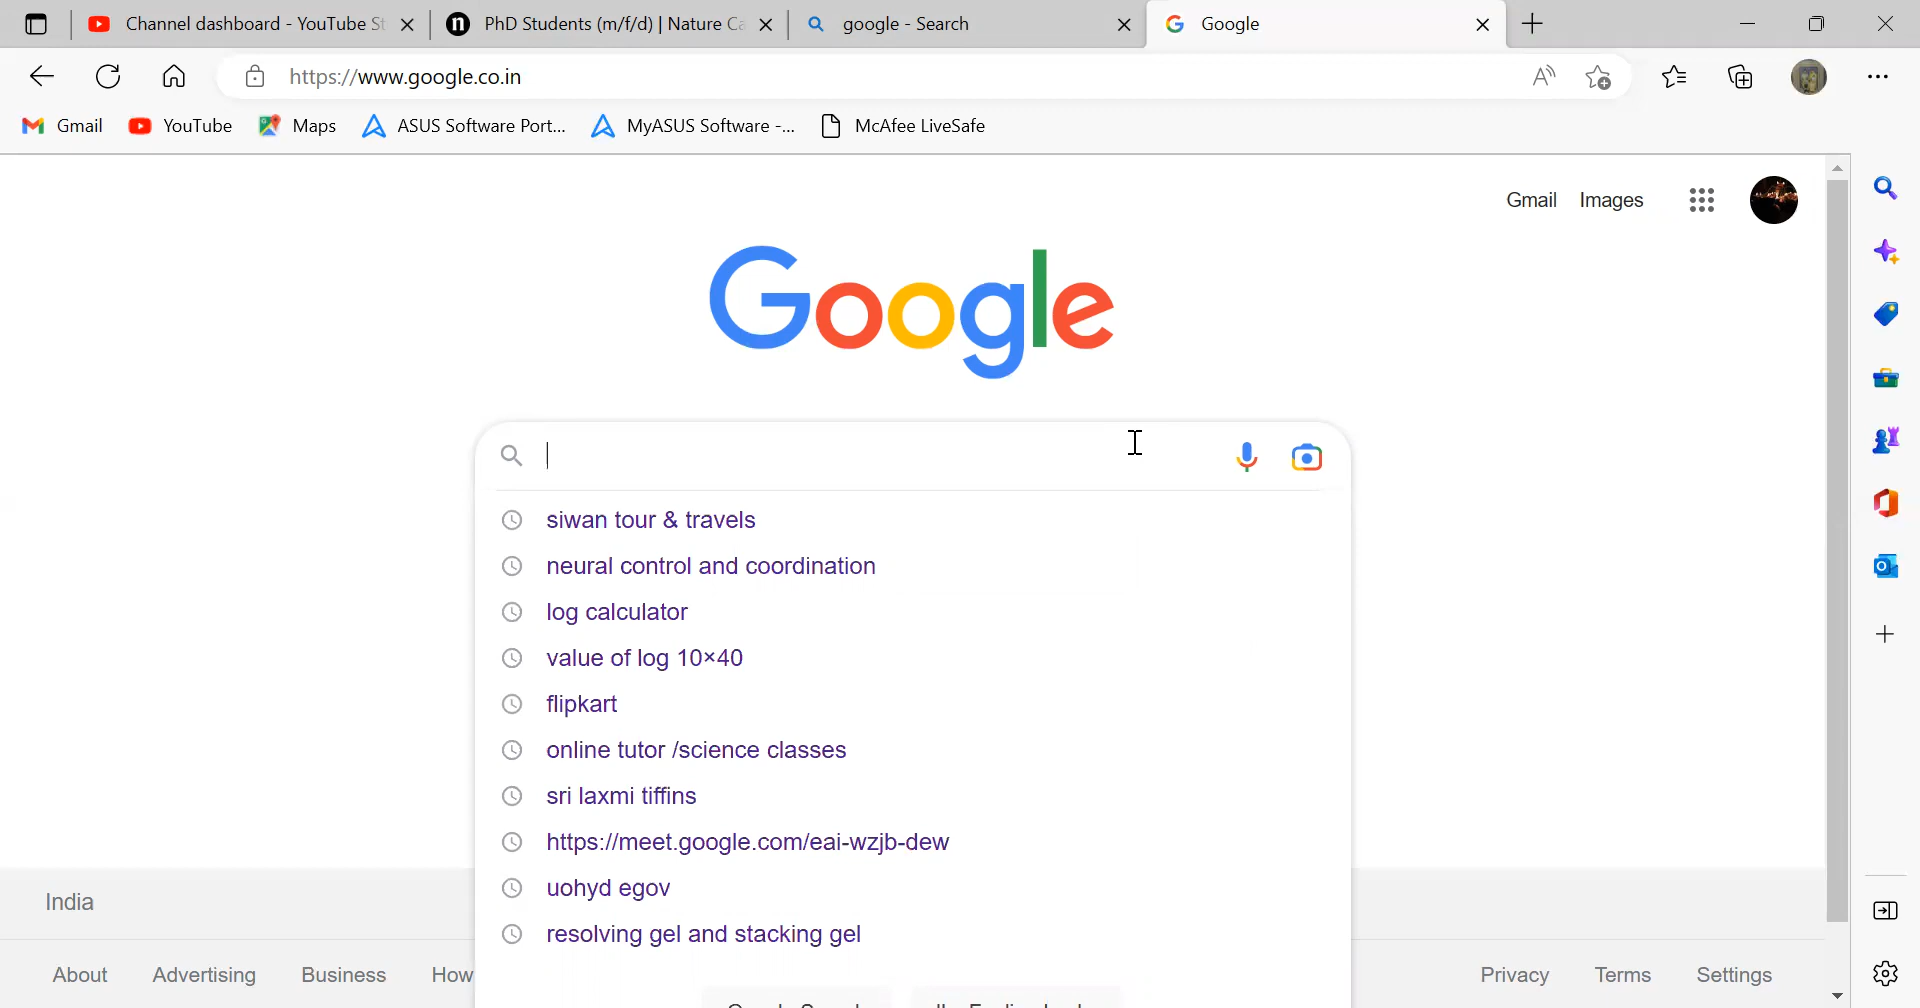 Channel dashboard - YouTube St
n PhD Students (m/f/d) | Nature Ca
google - Search
Google
https://www.google.co.in
Gmail YouTube Maps ASUS Software Port... MyASUS Software -... McAfee LiveSafe
Gmail Images
Google
siwan tour & travels
neural control and coordination
log calculator
value of log 10×40
flipkart
online tutor /science classes
sri laxmi tiffins
https://meet.google.com/eai-wzjb-dew
uohyd egov
resolving gel and stacking gel
India
About Advertising Business How
Privacy Terms Settings